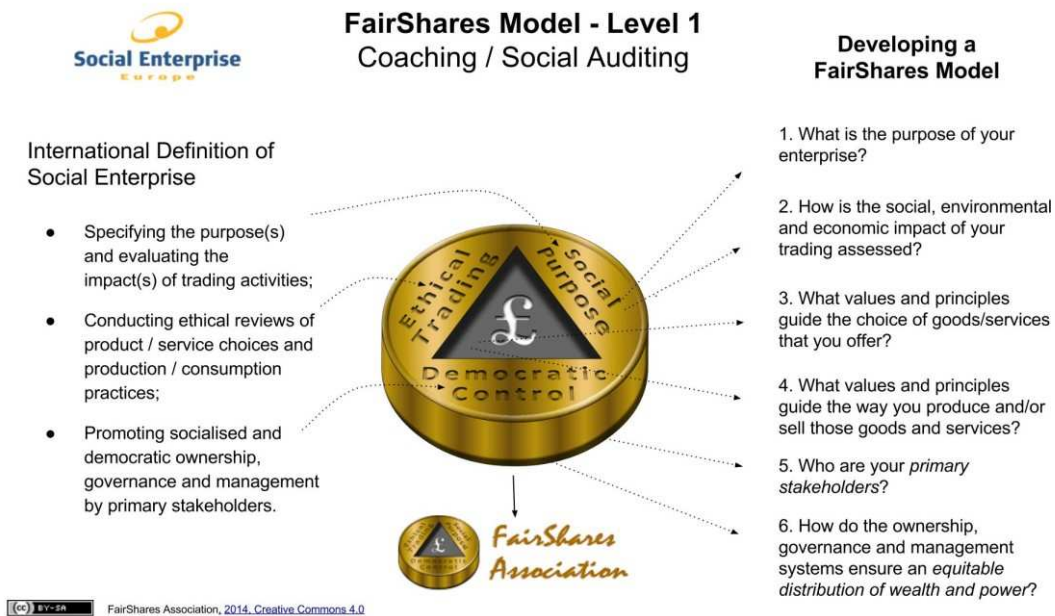 Social Enterprise
Europe
FairShares Model - Level 1
Coaching / Social Auditing
Developing a
FairShares Model
International Definition of
Social Enterprise
● Specifying the purpose(s)
and evaluating the
impact(s) of trading activities;
● Conducting ethical reviews of
product / service choices and
production / consumption
practices;
● Promoting socialised and
democratic ownership,
governance and management
by primary stakeholders.
Ethical
Trading
Social
Purpose
£
Democratic
Control
1. What is the purpose of your
enterprise?
2. How is the social, environmental
and economic impact of your
trading assessed?
3. What values and principles
guide the choice of goods/services
that you offer?
4. What values and principles
guide the way you produce and/or
sell those goods and services?
5. Who are your primary
stakeholders?
6. How do the ownership,
governance and management
systems ensure an equitable
distribution of wealth and power?
Ethical
Trading
Social
Purpose
£
Democratic
Control
FairShares
Association
(cc) BY-SA
FairShares Association, 2014, Creative Commons 4.0